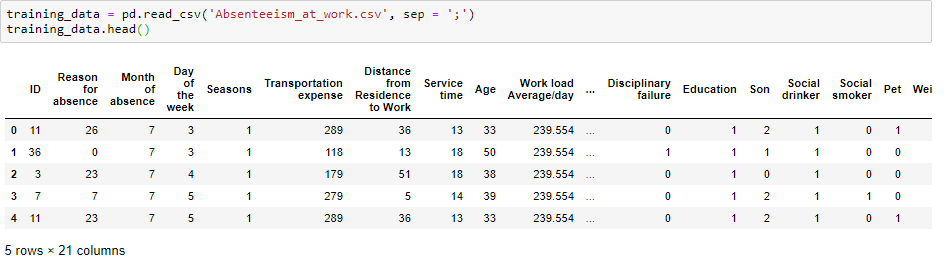 training_data = pd.read_csv('Absenteeism_at_work.csv', sep = ';')
training_data.head()
ID Reason for absence Month of absence Day of the week Seasons Transportation expense Distance from Residence to Work Service time Age Work load Average/day ... Disciplinary failure Education Son Social drinker Social smoker Pet Wei
0 11 26 7 3 1 289 36 13 33 239.554 ... 0 1 2 1 0 1
1 36 0 7 3 1 118 13 18 50 239.554 ... 1 1 1 1 0 0
2 3 23 7 4 1 179 51 18 38 239.554 ... 0 1 0 1 0 0
3 7 7 7 5 1 279 5 14 39 239.554 ... 0 1 2 1 1 0
4 11 23 7 5 1 289 36 13 33 239.554 ... 0 1 2 1 0 1
5 rows × 21 columns